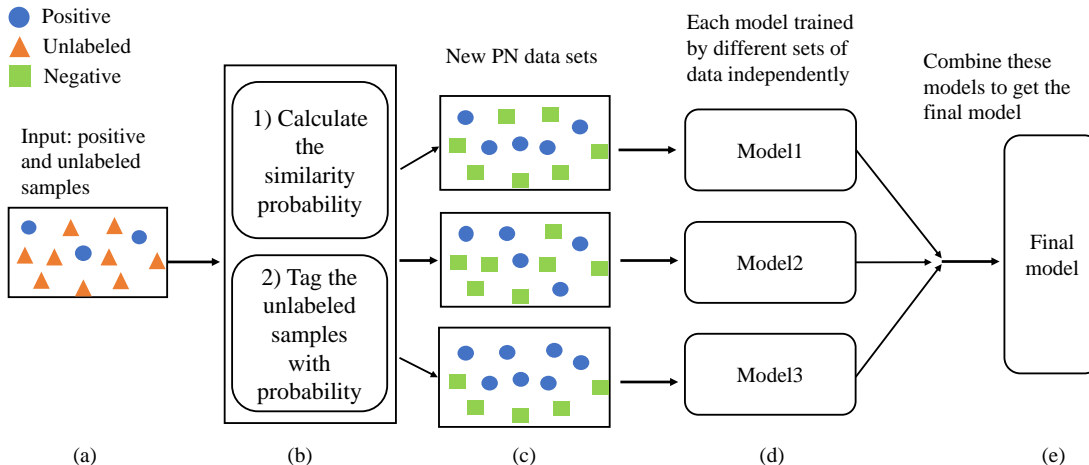 Positive
Unlabeled
Negative
Input: positive
and unlabeled
samples
1) Calculate
the
similarity
probability
2) Tag the
unlabeled
samples
with
probability
New PN data sets
Each model trained
by different sets of
data independently
Model1
Model2
Model3
Combine these
models to get the
final model
Final
model
(a)
(b)
(c)
(d)
(e)